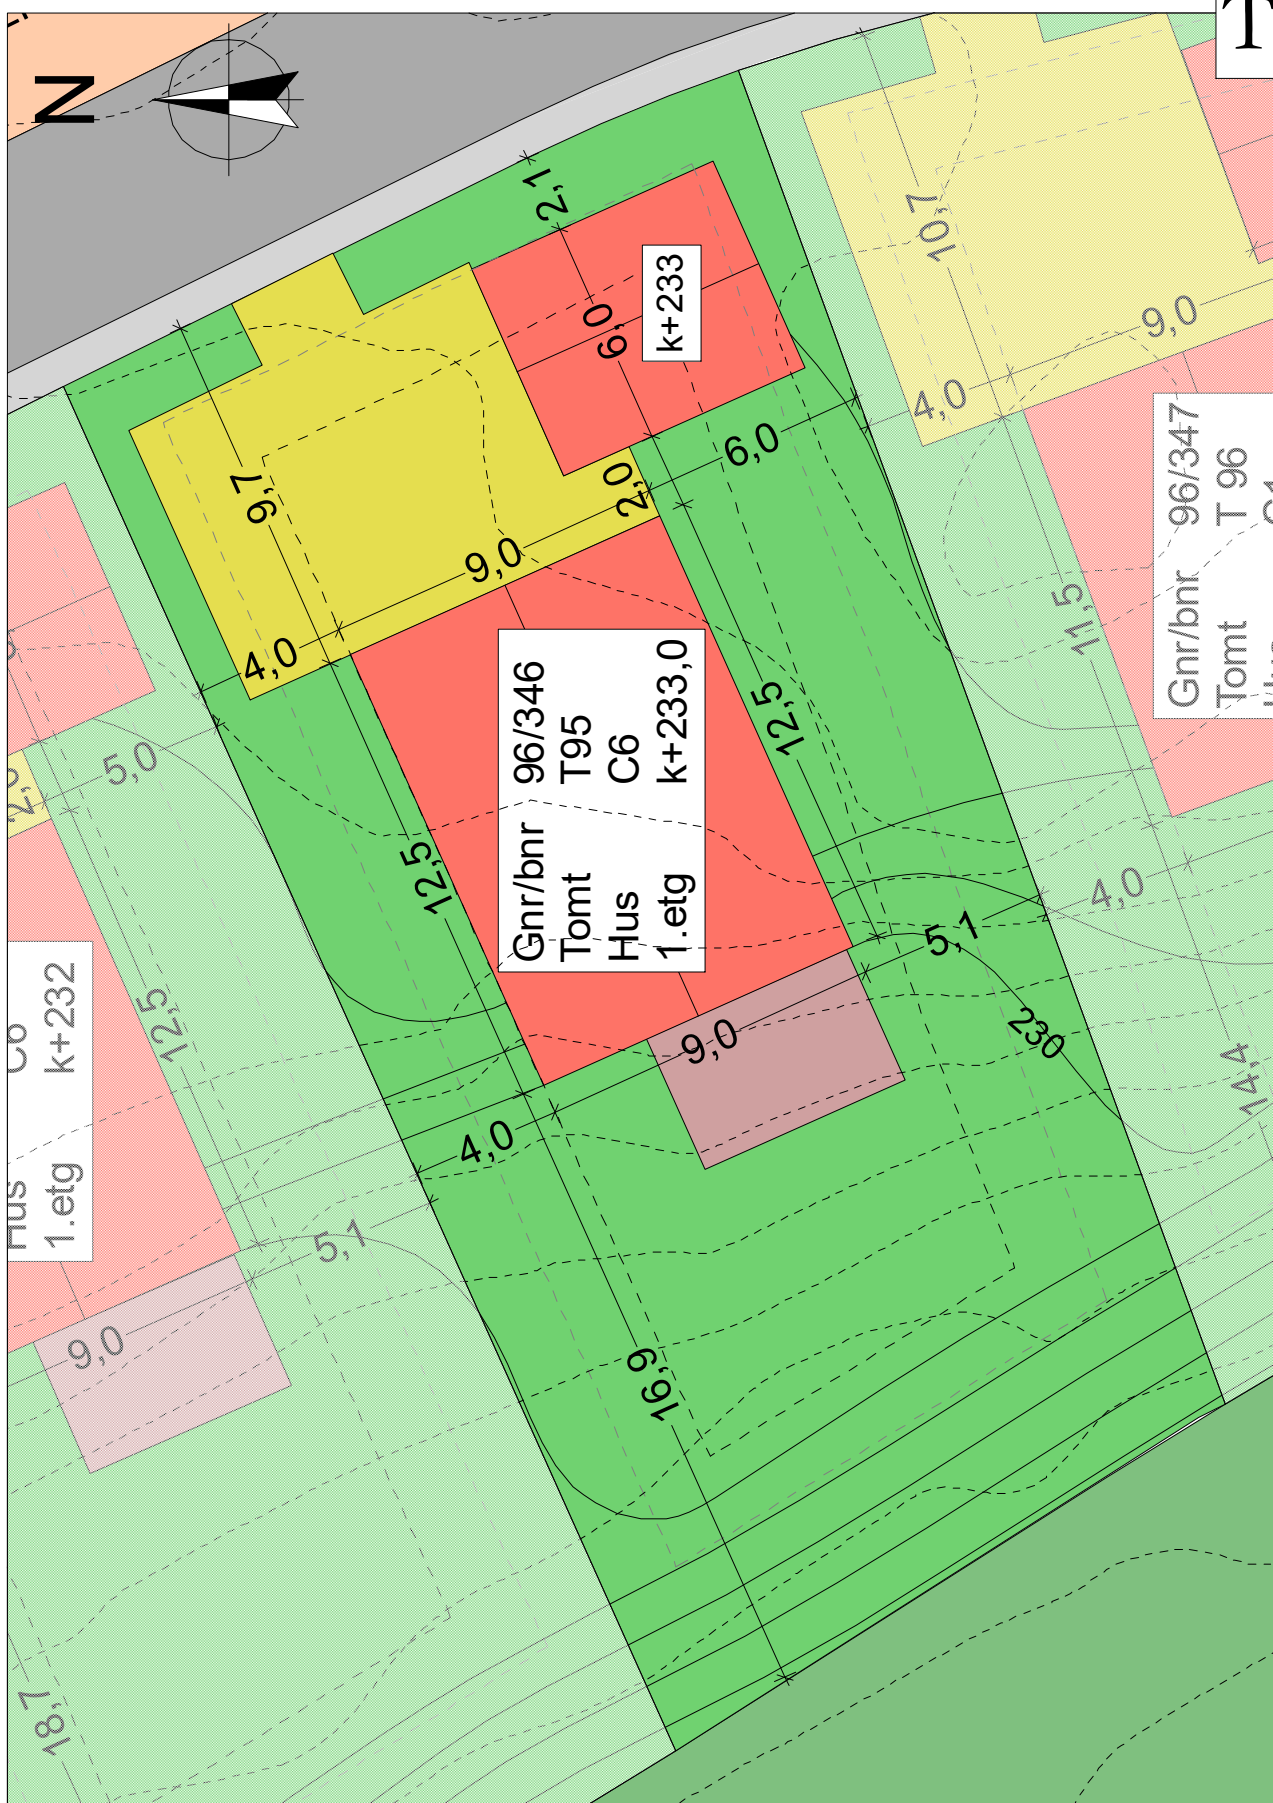 N
T
2,1
10,7
6,0
k+233
9,0
4,0
9,7
6,0
2,0
9,0
4,0
Gnr/bnr 96/347
Tomt T 96
11,5
Gnr/bnr 96/346
Tomt T95
Hus C6
1.etg k+233,0
12,5
12,5
5,0
2,0
4,0
5,1
9,0
230
14,4
4,0
Hus C6
1.etg k+232
12,5
5,1
9,0
16,9
18,7